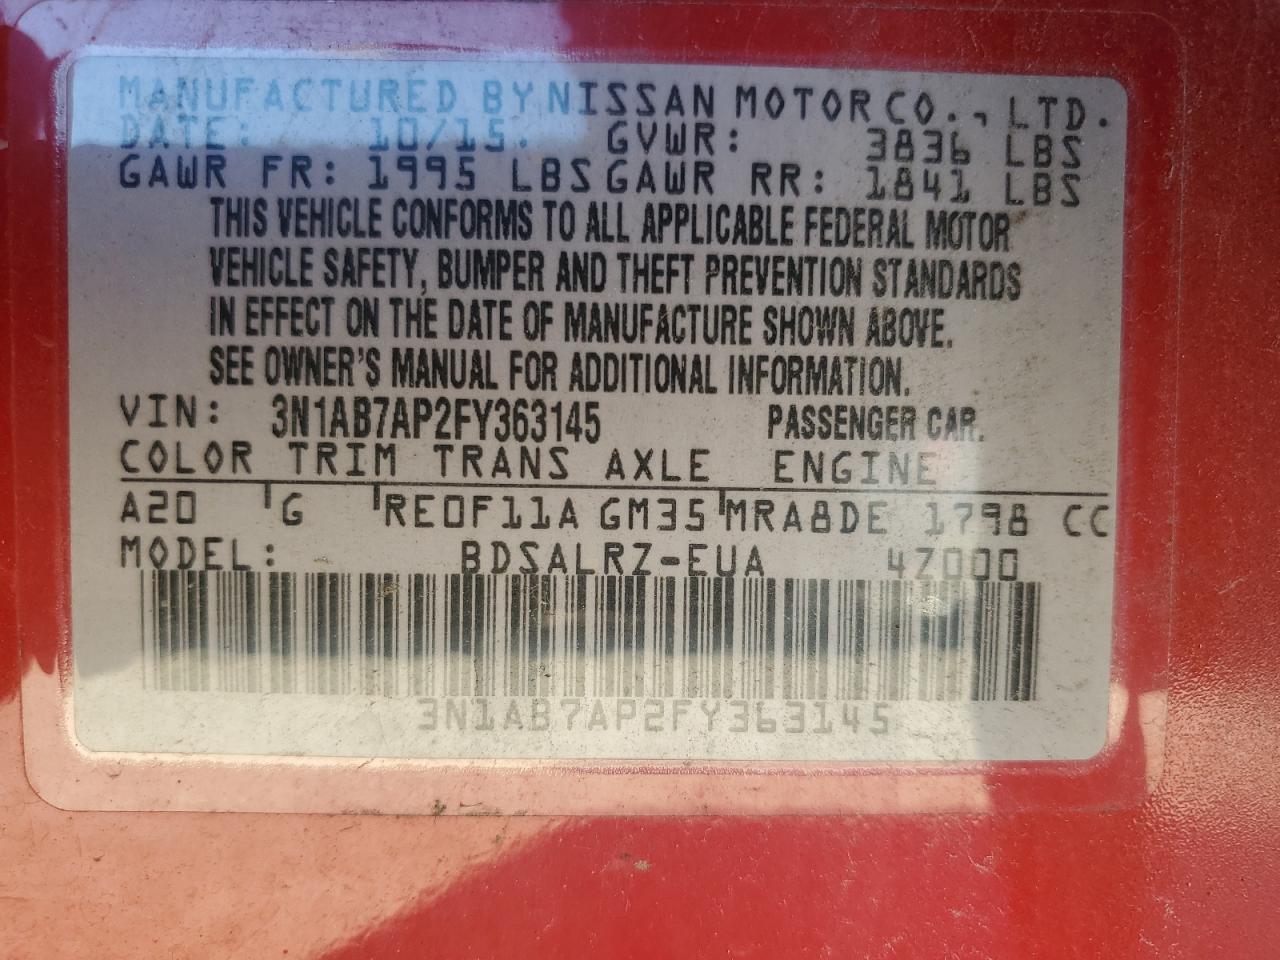 MANUFACTURED BY NISSAN MOTOR CO., LTD.
DATE: 10/15. GVWR: 3836 LBS
GAWR FR: 1995 LBS GAWR RR: 1841 LBS
THIS VEHICLE CONFORMS TO ALL APPLICABLE FEDERAL MOTOR
VEHICLE SAFETY, BUMPER AND THEFT PREVENTION STANDARDS
IN EFFECT ON THE DATE OF MANUFACTURE SHOWN ABOVE.
SEE OWNER'S MANUAL FOR ADDITIONAL INFORMATION.
VIN: 3N1AB7AP2FY363145 PASSENGER CAR.
COLOR TRIM TRANS AXLE ENGINE
A20 G RE0F11A GM35 MRA8DE 1798 CC
MODEL: BDSALRZ-EUA 4Z000
3N1AB7AP2FY363145